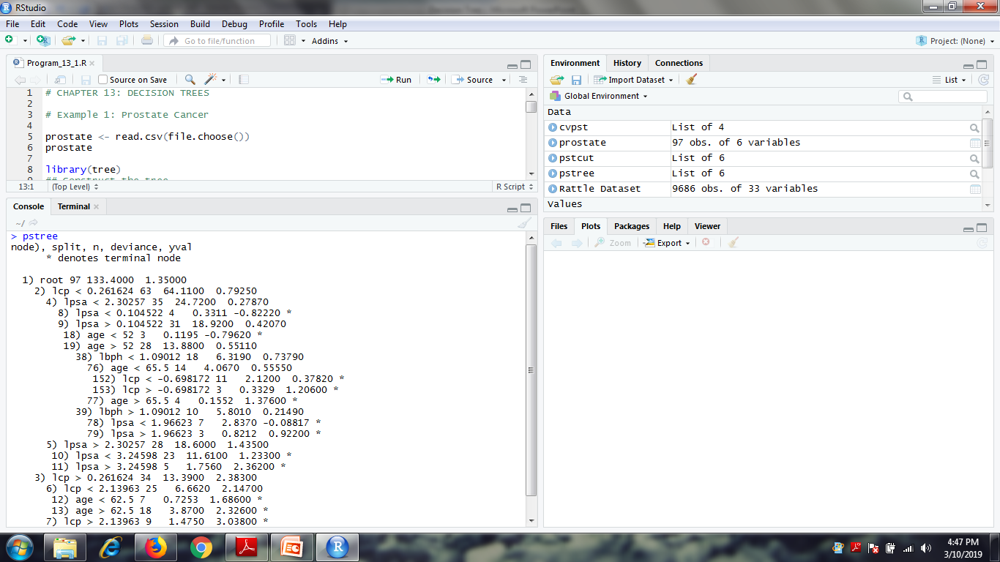 RStudio
File Edit Code View Plots Session Build Debug Profile Tools Help
Go to file/function Addins Project: (None)
Program_13_1.R
Source on Save Run Source
1 # CHAPTER 13: DECISION TREES
2
3 # Example 1: Prostate Cancer
4
5 prostate <- read.csv(file.choose())
6 prostate
7
8 library(tree)
9 ## Construct the tree
13:1 (Top Level) R Script
Console Terminal
~/
> pstree
node), split, n, deviance, yval
      * denotes terminal node
  1) root 97 133.4000  1.35000
    2) lcp < 0.261624 63  64.1100  0.79250
      4) lpsa < 2.30257 35  24.7200  0.27870
        8) lpsa < 0.104522 4   0.3311 -0.82220 *
        9) lpsa > 0.104522 31  18.9200  0.42070
         18) age < 52 3   0.1195 -0.79620 *
         19) age > 52 28  13.8800  0.55110
           38) lbph < 1.09012 18   6.3190  0.73790
             76) age < 65.5 14   4.0670  0.55550
              152) lcp < -0.698172 11   2.1200  0.37820 *
              153) lcp > -0.698172 3   0.3329  1.20600 *
             77) age > 65.5 4   0.1552  1.37600 *
           39) lbph > 1.09012 10   5.8010  0.21490
             78) lpsa < 1.96623 7   2.8370 -0.08817 *
             79) lpsa > 1.96623 3   0.8212  0.92200 *
      5) lpsa > 2.30257 28  18.6000  1.43500
       10) lpsa < 3.24598 23  11.6100  1.23300 *
       11) lpsa > 3.24598 5   1.7560  2.36200 *
    3) lcp > 0.261624 34  13.3900  2.38300
      6) lcp < 2.13963 25   6.6620  2.14700
       12) age < 62.5 7   0.7253  1.68600 *
       13) age > 62.5 18   3.8700  2.32600 *
      7) lcp > 2.13963 9   1.4750  3.03800 *
Environment History Connections
Import Dataset List
Global Environment
Data
cvpst List of 4
prostate 97 obs. of 6 variables
pstcut List of 6
pstree List of 6
Rattle Dataset 9686 obs. of 33 variables
Values
Files Plots Packages Help Viewer
Zoom Export
4:47 PM
3/10/2019